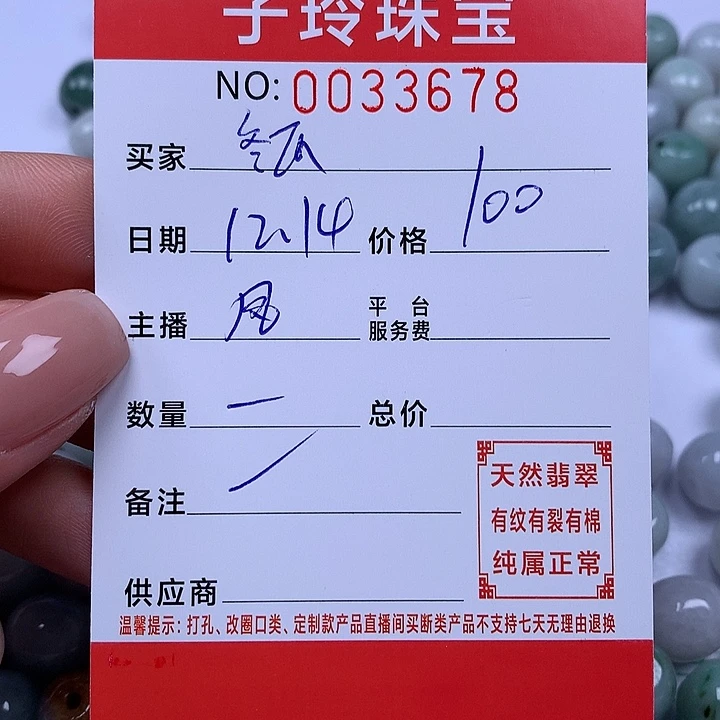 子玲珠宝
NO: 0033678
买家 冬瓜
日期 12.14 价格 100
主播 凤
平台服务费
数量 一 总价
备注
天然翡翠
有纹有裂有棉
纯属正常
供应商
温馨提示：打孔、改圈口类、定制款产品直播间买断类产品不支持七天无理由退换